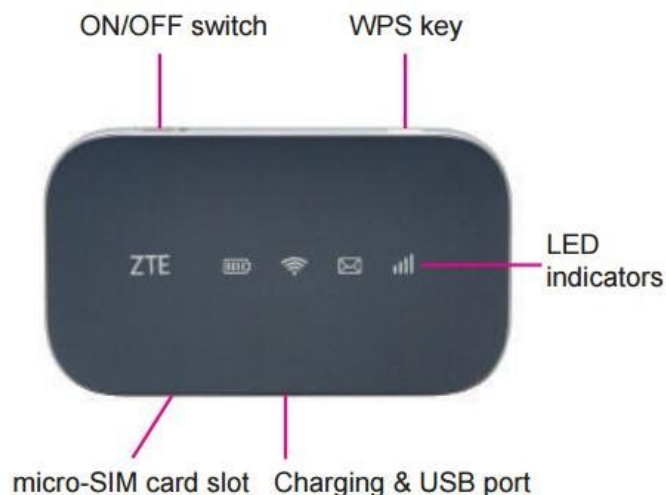 ON/OFF switch WPS key
ZTE
LED
indicators
micro-SIM card slot Charging & USB port